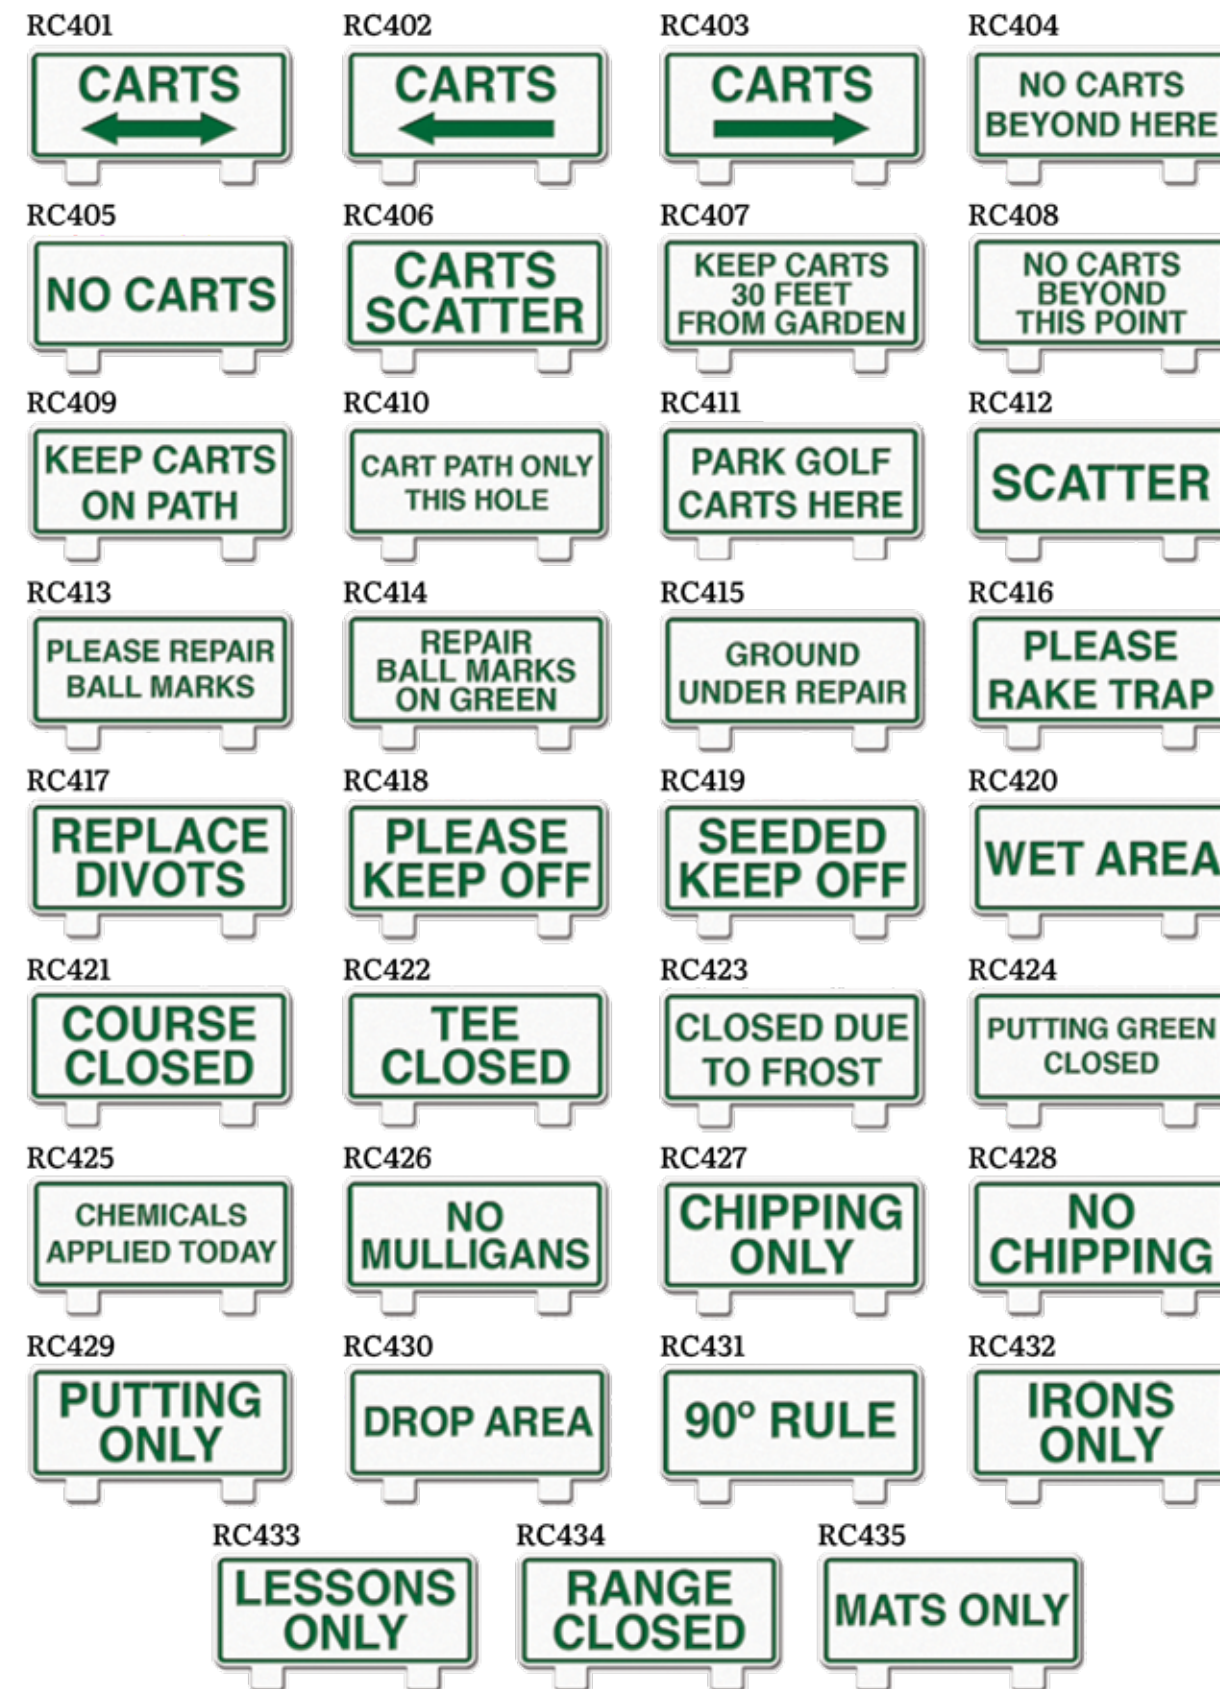 RC401
CARTS
RC402
CARTS
RC403
CARTS
RC404
NO CARTS
BEYOND HERE
RC405
NO CARTS
RC406
CARTS
SCATTER
RC407
KEEP CARTS
30 FEET
FROM GARDEN
RC408
NO CARTS
BEYOND
THIS POINT
RC409
KEEP CARTS
ON PATH
RC410
CART PATH ONLY
THIS HOLE
RC411
PARK GOLF
CARTS HERE
RC412
SCATTER
RC413
PLEASE REPAIR
BALL MARKS
RC414
REPAIR
BALL MARKS
ON GREEN
RC415
GROUND
UNDER REPAIR
RC416
PLEASE
RAKE TRAP
RC417
REPLACE
DIVOTS
RC418
PLEASE
KEEP OFF
RC419
SEEDED
KEEP OFF
RC420
WET AREA
RC421
COURSE
CLOSED
RC422
TEE
CLOSED
RC423
CLOSED DUE
TO FROST
RC424
PUTTING GREEN
CLOSED
RC425
CHEMICALS
APPLIED TODAY
RC426
NO
MULLIGANS
RC427
CHIPPING
ONLY
RC428
NO
CHIPPING
RC429
PUTTING
ONLY
RC430
DROP AREA
RC431
90º RULE
RC432
IRONS
ONLY
RC433
LESSONS
ONLY
RC434
RANGE
CLOSED
RC435
MATS ONLY